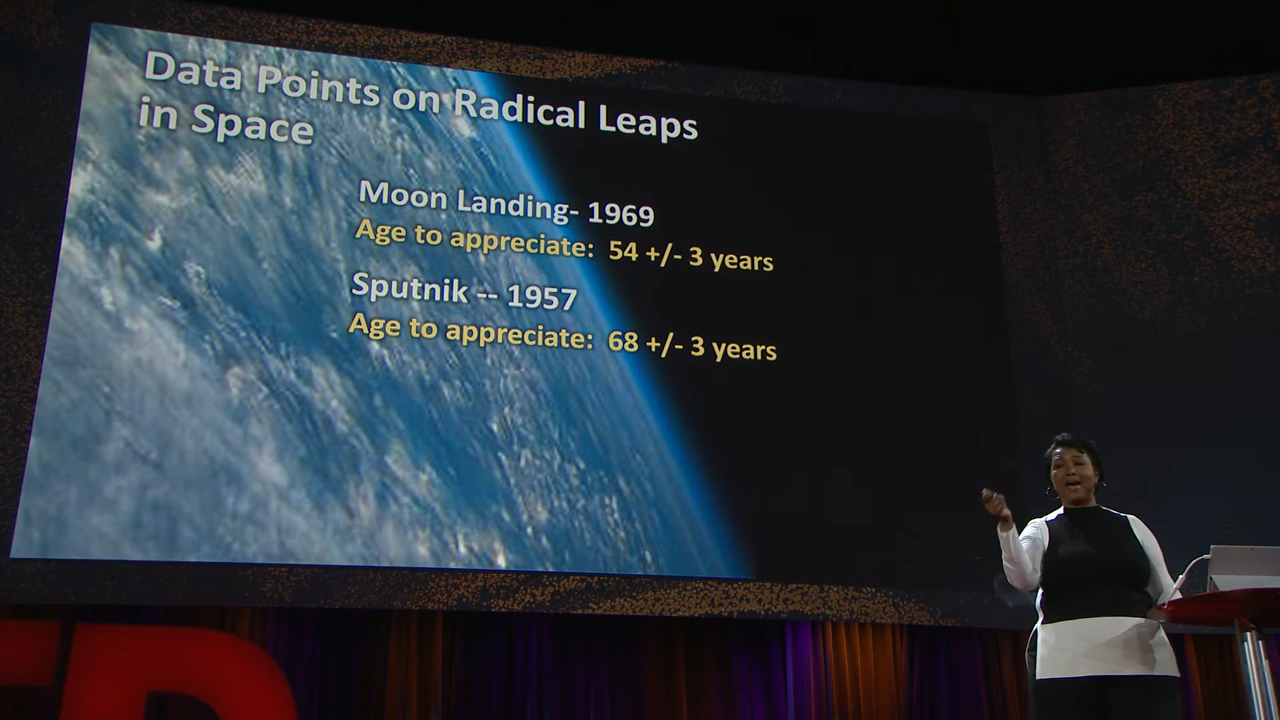 Data Points on Radical Leaps
in Space
Moon Landing- 1969
Age to appreciate: 54 +/- 3 years
Sputnik -- 1957
Age to appreciate: 68 +/- 3 years
ED